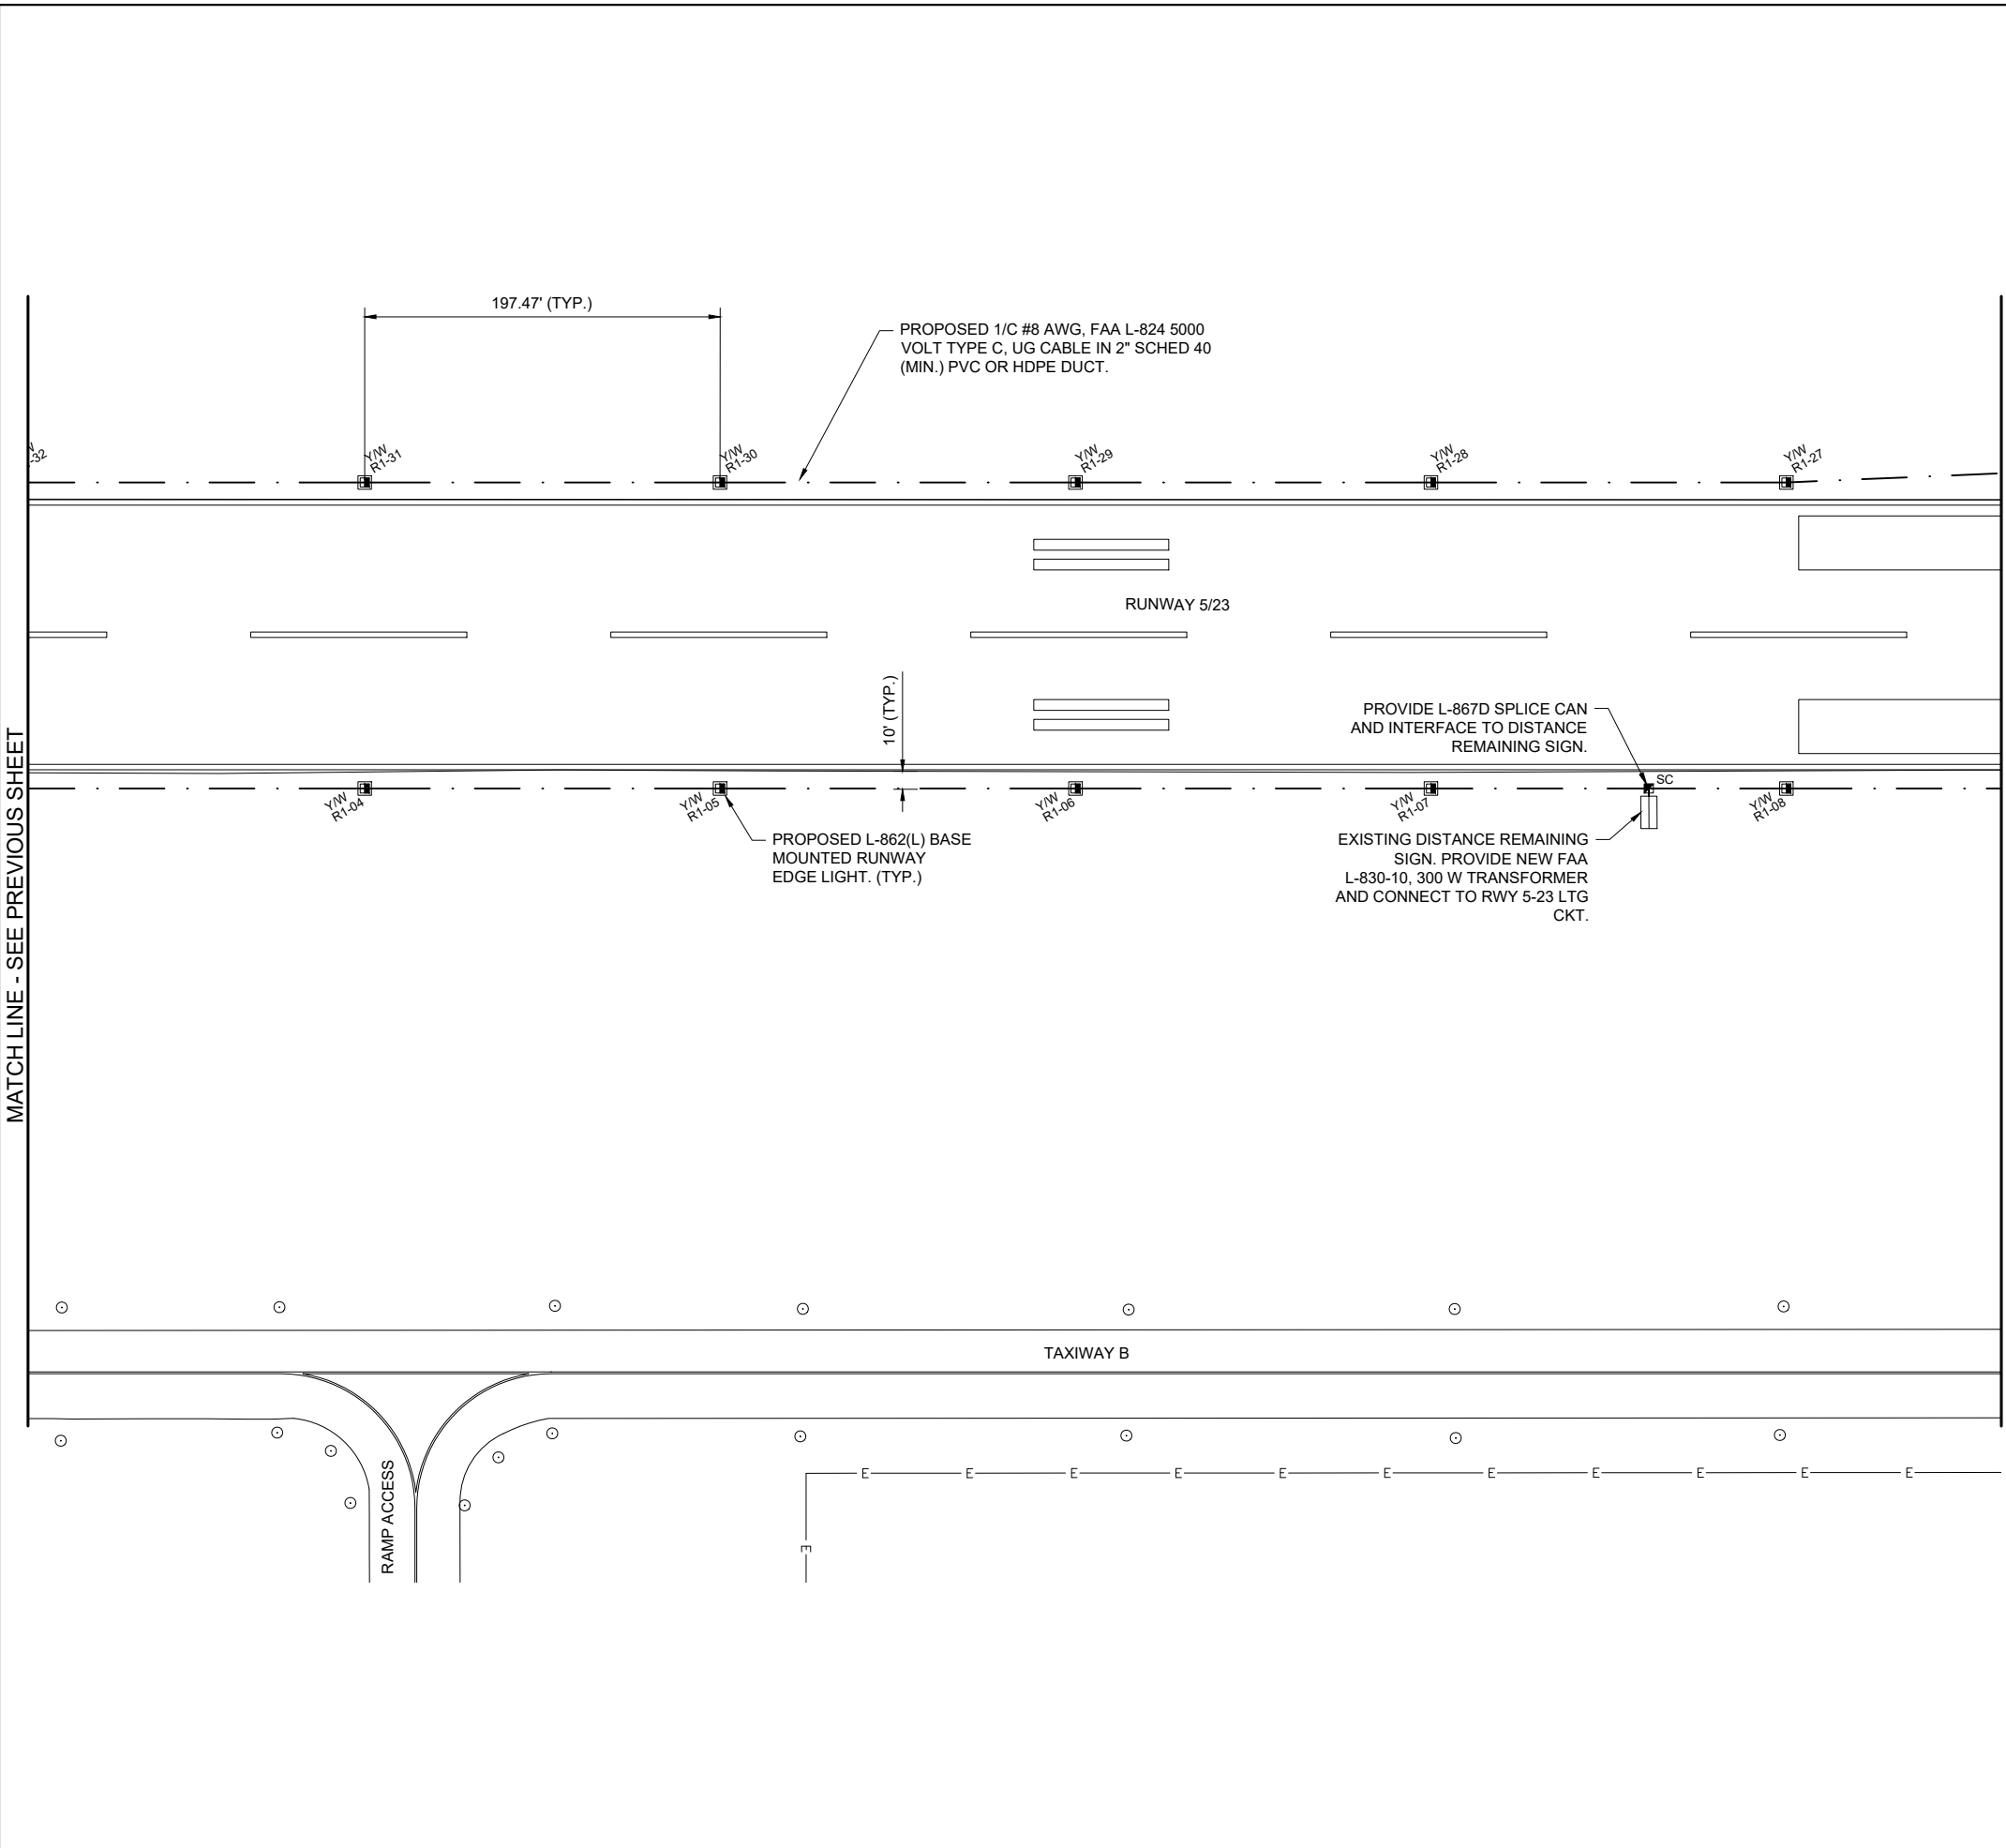 197.47' (TYP.)
PROPOSED 1/C #8 AWG, FAA L-824 5000
VOLT TYPE C, UG CABLE IN 2" SCHED 40
(MIN.) PVC OR HDPE DUCT.
-32
Y/W
R1-31
Y/W
R1-30
Y/W
R1-29
Y/W
R1-28
Y/W
R1-27
RUNWAY 5/23
10' (TYP.)
PROVIDE L-867D SPLICE CAN
AND INTERFACE TO DISTANCE
REMAINING SIGN.
SC
Y/W
R1-04
Y/W
R1-05
Y/W
R1-06
Y/W
R1-07
Y/W
R1-08
PROPOSED L-862(L) BASE
MOUNTED RUNWAY
EDGE LIGHT. (TYP.)
EXISTING DISTANCE REMAINING
SIGN. PROVIDE NEW FAA
L-830-10, 300 W TRANSFORMER
AND CONNECT TO RWY 5-23 LTG
CKT.
MATCH LINE - SEE PREVIOUS SHEET
TAXIWAY B
RAMP ACCESS
E E E E E E E E E E E
E